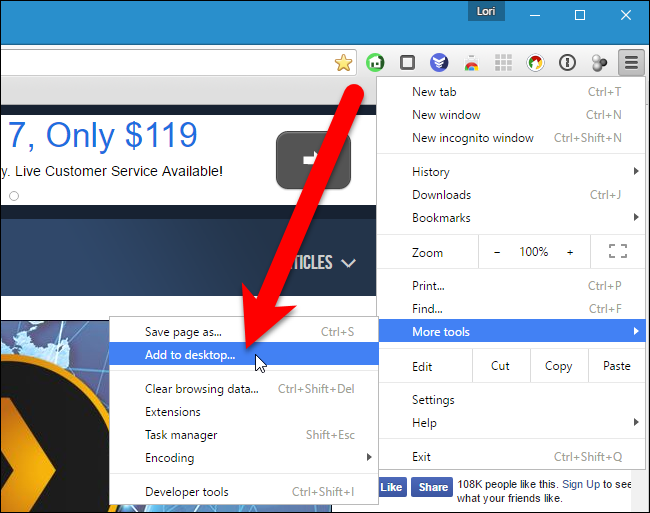 Lori
7, Only $119
y. Live Customer Service Available!
TICLES
New tab Ctrl+T
New window Ctrl+N
New incognito window Ctrl+Shift+N
History
Downloads Ctrl+J
Bookmarks
Zoom − 100% +
Print... Ctrl+P
Find... Ctrl+F
More tools
Edit Cut Copy Paste
Settings
Help
Exit Ctrl+Shift+Q
Save page as... Ctrl+S
Add to desktop...
Clear browsing data... Ctrl+Shift+Del
Extensions
Task manager Shift+Esc
Encoding
Developer tools Ctrl+Shift+I
Like Share 108K people like this. Sign Up to see
what your friends like.